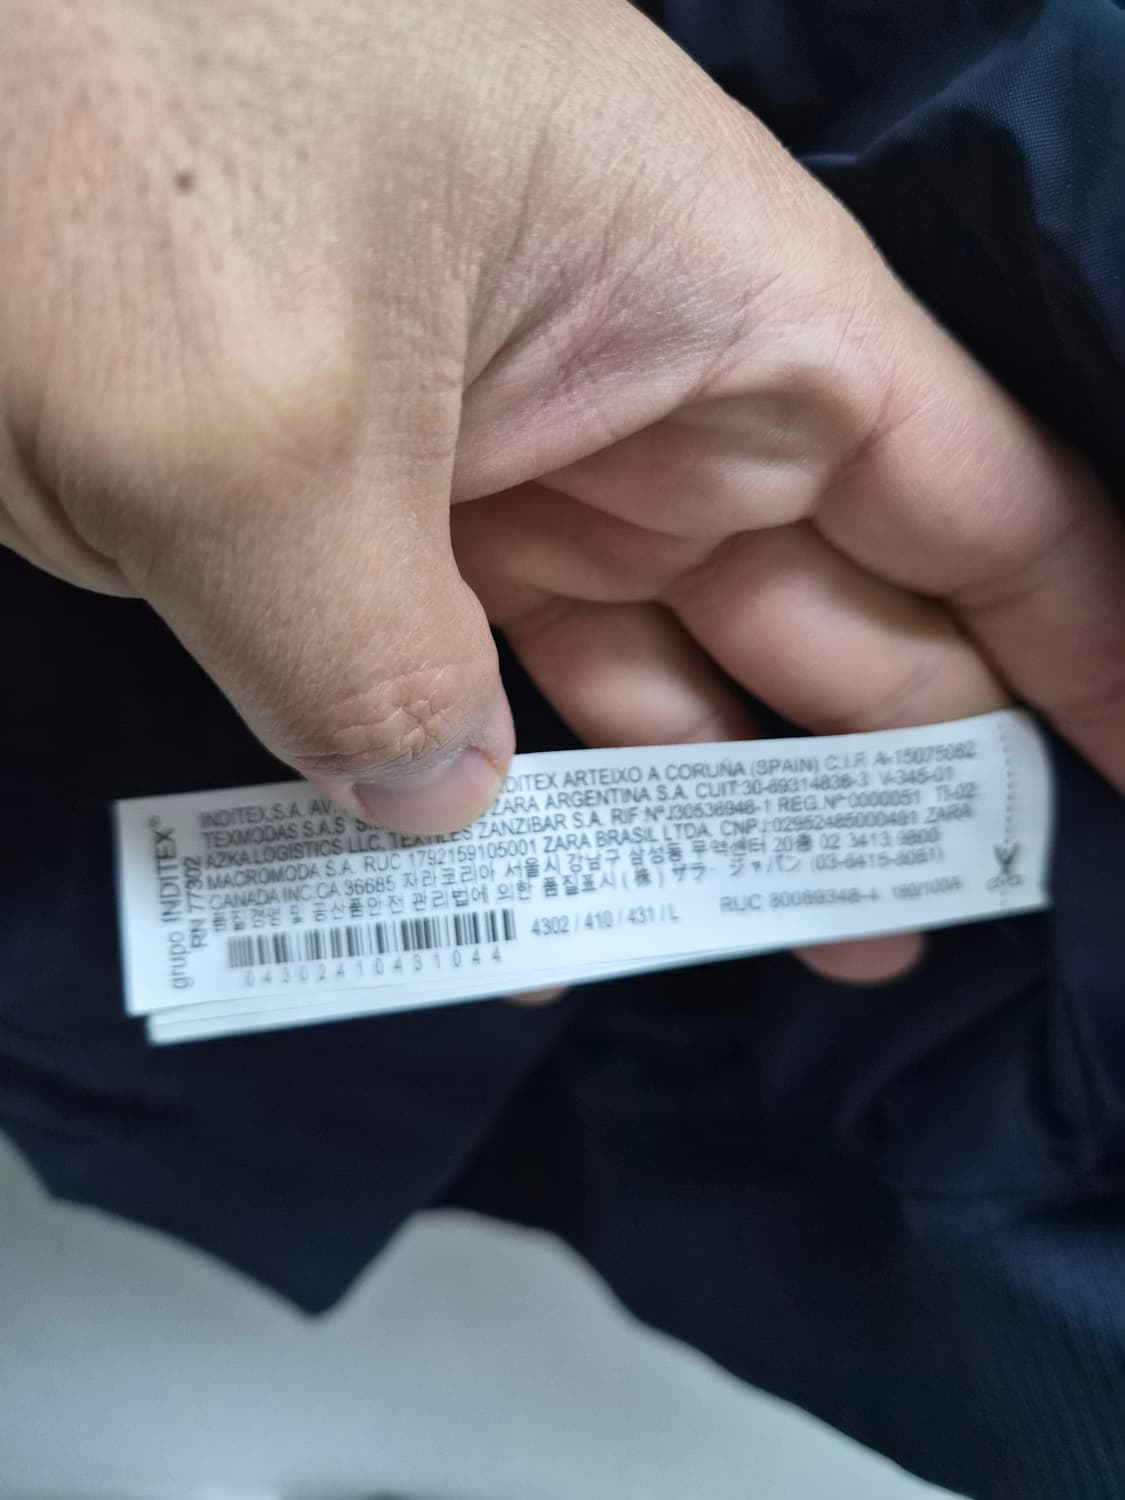 grupo INDITEX®
RN 77302
INDITEX,S.A. AV. DITEX ARTEIXO A CORUÑA (SPAIN) C.I.F. A-15075062
TEXMODAS S.A.S ZARA ARGENTINA S.A. CUIT:30-69314836-3 V-345-01
AZKA LOGISTICS LLC, TEXTILES ZANZIBAR S.A. RIF.Nº J30536946-1 REG.Nº 0000051 TI-02
MACROMODA S.A. RUC 1792159105001 ZARA BRASIL LTDA. CNPJ:02952485000491 ZARA
CANADA INC.CA 36685 자라코리아 서울시 강남구 삼성동 무역센터 20층 02 3413 9800
품질경영 및 공산품안전 관리법에 의한 품질표시 (株) ザラ・ジャパン (03-6415-8061)
4302 / 410 / 431 / L RUC 80089348-4 180/100A
04302410431044